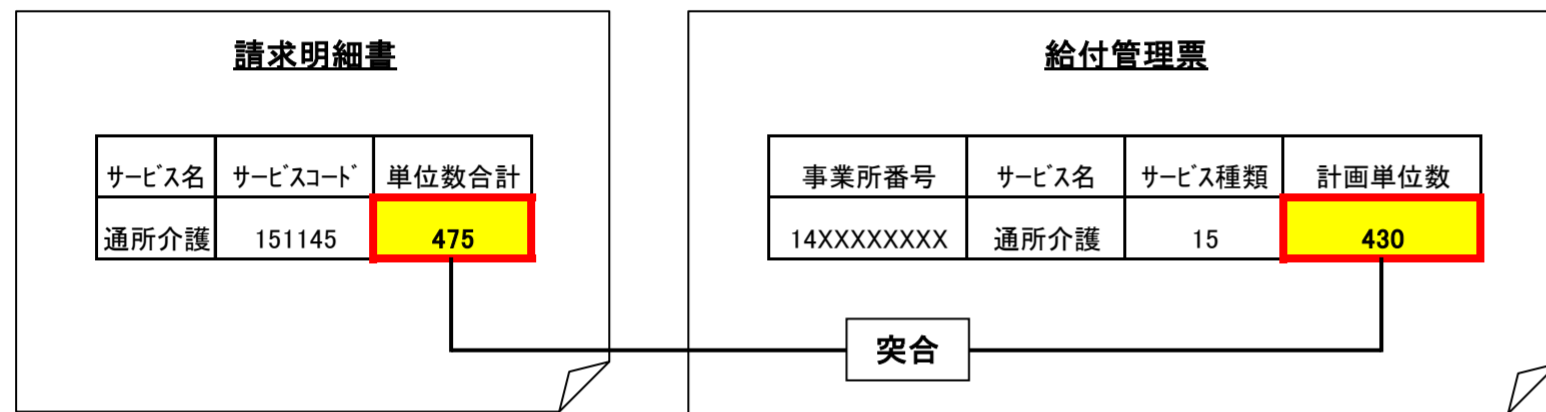 請求明細書
サービス名 サービスコード 単位数合計
通所介護 151145 475
給付管理票
事業所番号 サービス名 サービス種類 計画単位数
14XXXXXXXX 通所介護 15 430
突合